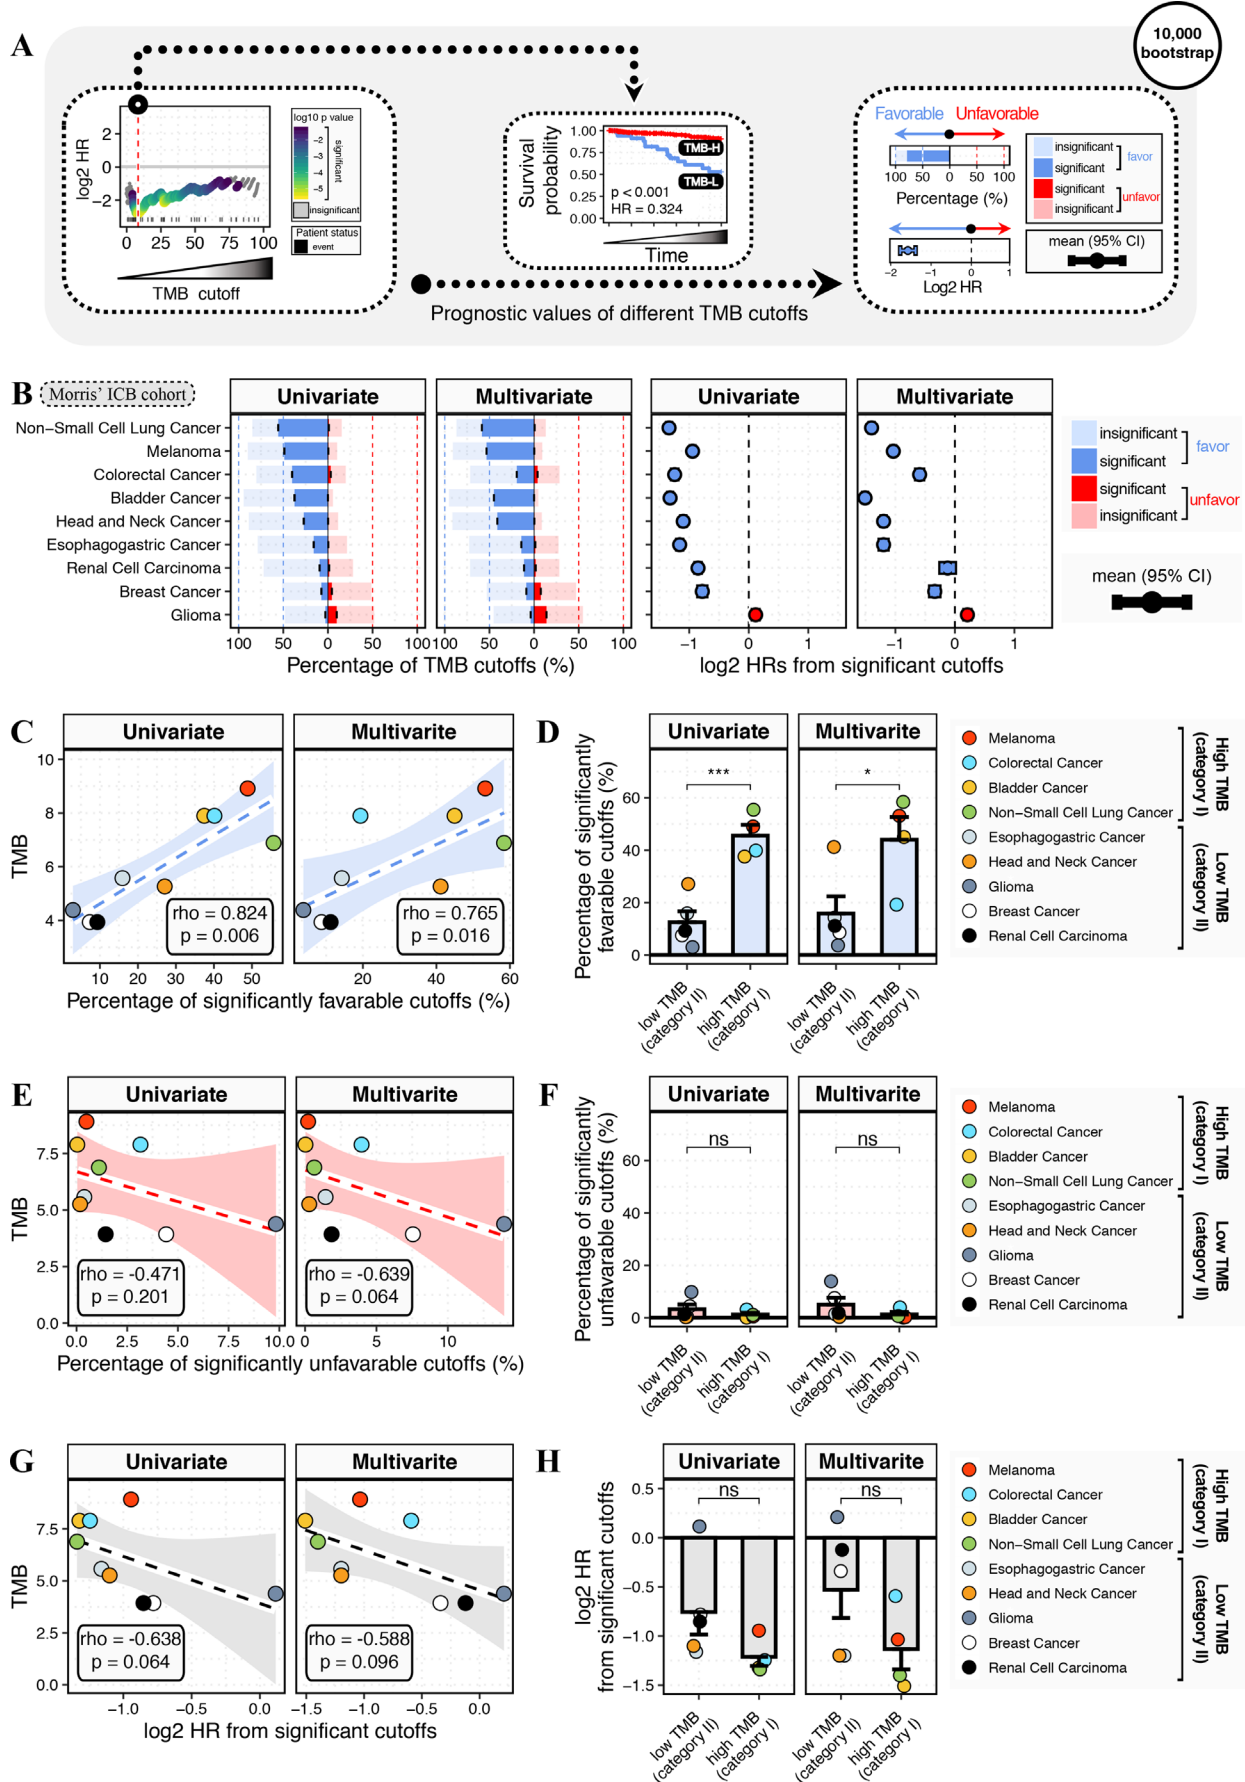 A
10,000
bootstrap
log2 HR
2
0
−2
0 25 50 75 100
TMB cutoff
log10 p value
-2
-3
-4
-5
significant
insignificant
Patient status
event
Survival
probability
1.00
0.75
0.50
0.25
0.00
TMB-H
TMB-L
p < 0.001
HR = 0.324
Time
Prognostic values of different TMB cutoffs
Favorable Unfavorable
100 50 0 50 100
Percentage (%)
−2 −1 0 1
Log2 HR
insignificant
significant
favor
significant
insignificant
unfavor
mean (95% CI)
B
Morris' ICB cohort
Univariate Multivariate Univariate Multivariate
Non−Small Cell Lung Cancer
Melanoma
Colorectal Cancer
Bladder Cancer
Head and Neck Cancer
Esophagogastric Cancer
Renal Cell Carcinoma
Breast Cancer
Glioma
100 50 0 50 100 100 50 0 50 100
−1 0 1 −1 0 1
Percentage of TMB cutoffs (%)
log2 HRs from significant cutoffs
insignificant
significant
favor
significant
insignificant
unfavor
mean (95% CI)
C
Univariate Multivarite
TMB
10
8
6
4
rho = 0.824
p = 0.006
rho = 0.765
p = 0.016
10 20 30 40 50 20 40 60
Percentage of significantly favarable cutoffs (%)
D
Univariate Multivarite
Percentage of significantly
favarable cutoffs (%)
60
40
20
0
*** *
low TMB
(category II)
high TMB
(category I)
low TMB
(category II)
high TMB
(category I)
Melanoma
Colorectal Cancer
Bladder Cancer
Non−Small Cell Lung Cancer
Esophagogastric Cancer
Head and Neck Cancer
Glioma
Breast Cancer
Renal Cell Carcinoma
High TMB
(category I)
Low TMB
(category II)
E
Univariate Multivarite
TMB
7.5
5.0
2.5
0.0
rho = -0.471
p = 0.201
rho = -0.639
p = 0.064
0.0 2.5 5.0 7.5 10.0 0 5 10
Percentage of significantly unfavarable cutoffs (%)
F
Univariate Multivarite
Percentage of significantly
unfavarable cutoffs (%)
60
40
20
0
ns ns
low TMB
(category II)
high TMB
(category I)
low TMB
(category II)
high TMB
(category I)
Melanoma
Colorectal Cancer
Bladder Cancer
Non−Small Cell Lung Cancer
Esophagogastric Cancer
Head and Neck Cancer
Glioma
Breast Cancer
Renal Cell Carcinoma
High TMB
(category I)
Low TMB
(category II)
G
Univariate Multivarite
TMB
7.5
5.0
2.5
0.0
rho = -0.638
p = 0.064
rho = -0.588
p = 0.096
−1.0 −0.5 0.0 −1.5 −1.0 −0.5 0.0
log2 HR from significant cutoffs
H
Univariate Multivarite
log2 HR
from significant cutoffs
0.5
0.0
−0.5
−1.0
−1.5
ns ns
low TMB
(category II)
high TMB
(category I)
low TMB
(category II)
high TMB
(category I)
Melanoma
Colorectal Cancer
Bladder Cancer
Non−Small Cell Lung Cancer
Esophagogastric Cancer
Head and Neck Cancer
Glioma
Breast Cancer
Renal Cell Carcinoma
High TMB
(category I)
Low TMB
(category II)